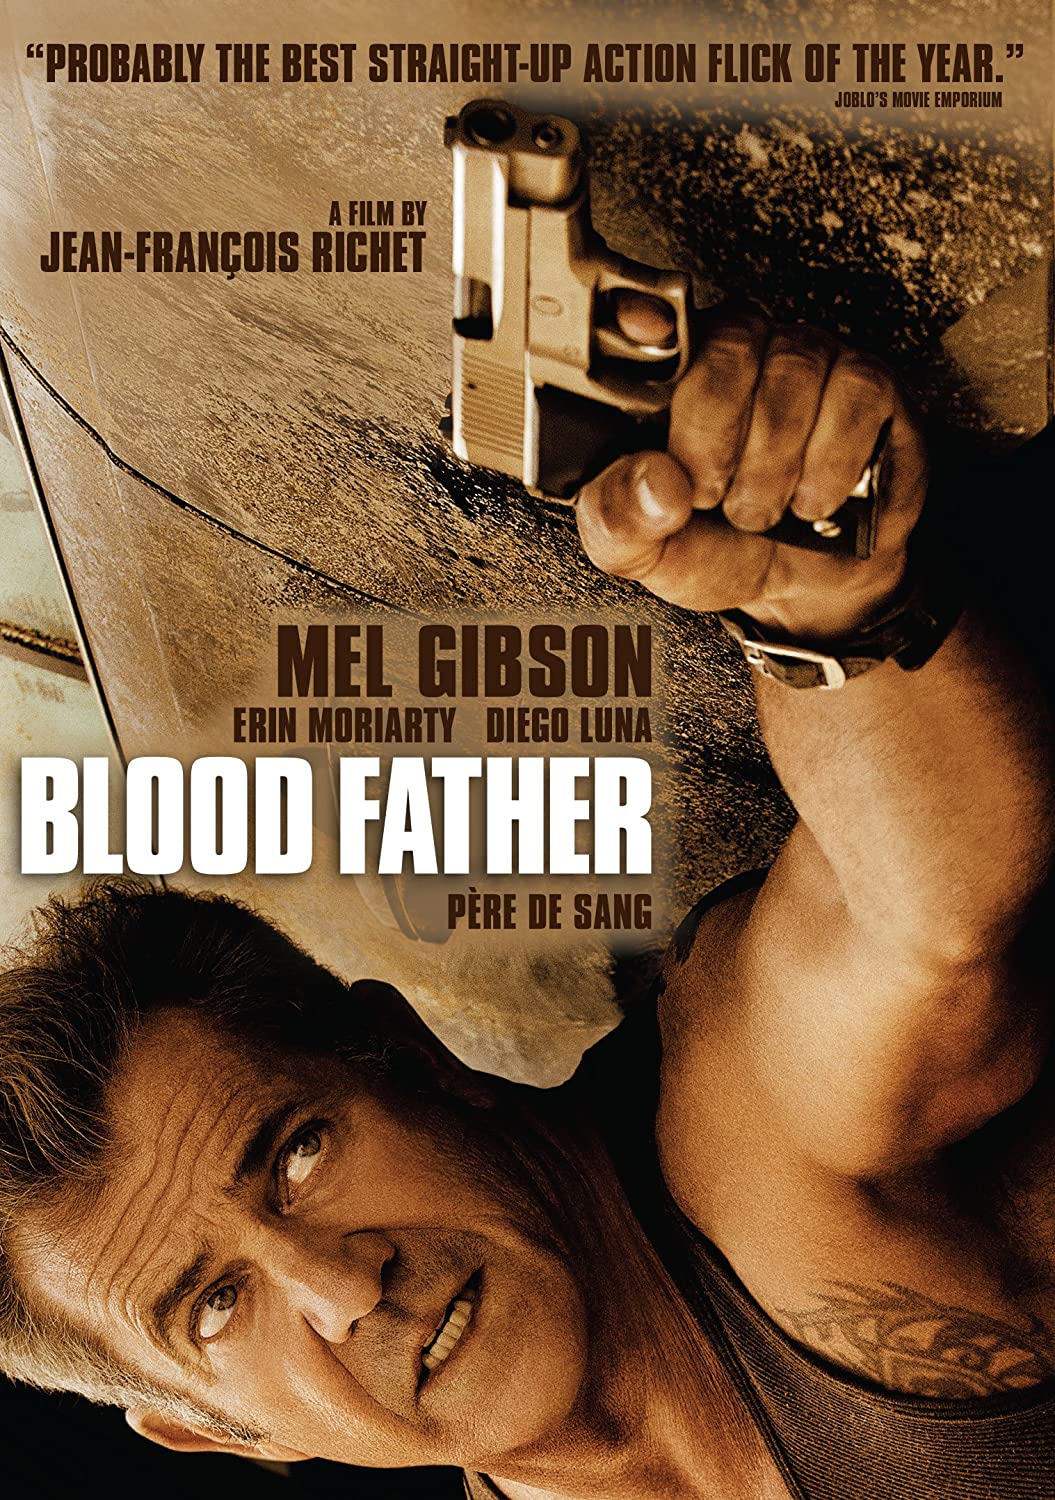 “PROBABLY THE BEST STRAIGHT-UP ACTION FLICK OF THE YEAR.”
JOBLO'S MOVIE EMPORIUM
A FILM BY
JEAN-FRANÇOIS RICHET
MEL GIBSON
ERIN MORIARTY DIEGO LUNA
BLOOD FATHER
PÈRE DE SANG